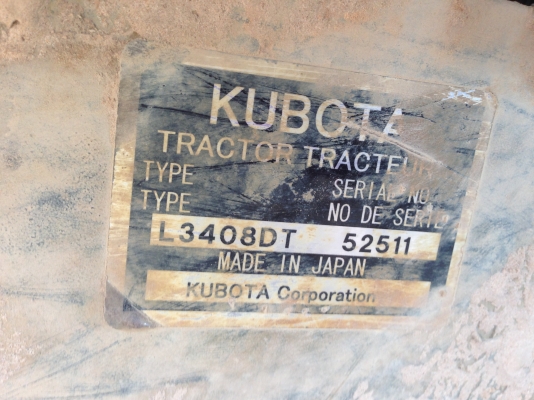 KUBOTA
TRACTOR TRACTEUR
TYPE SERIAL NO.
TYPE NO DE SERIE
L3408DT 52511
MADE IN JAPAN
KUBOTA Corporation